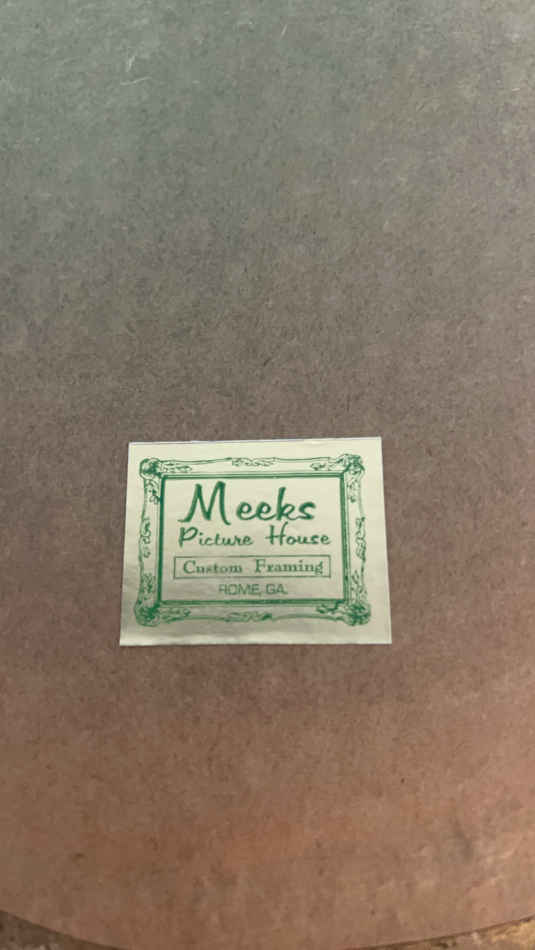 Meeks
Picture House
Custom Framing
ROME, GA.